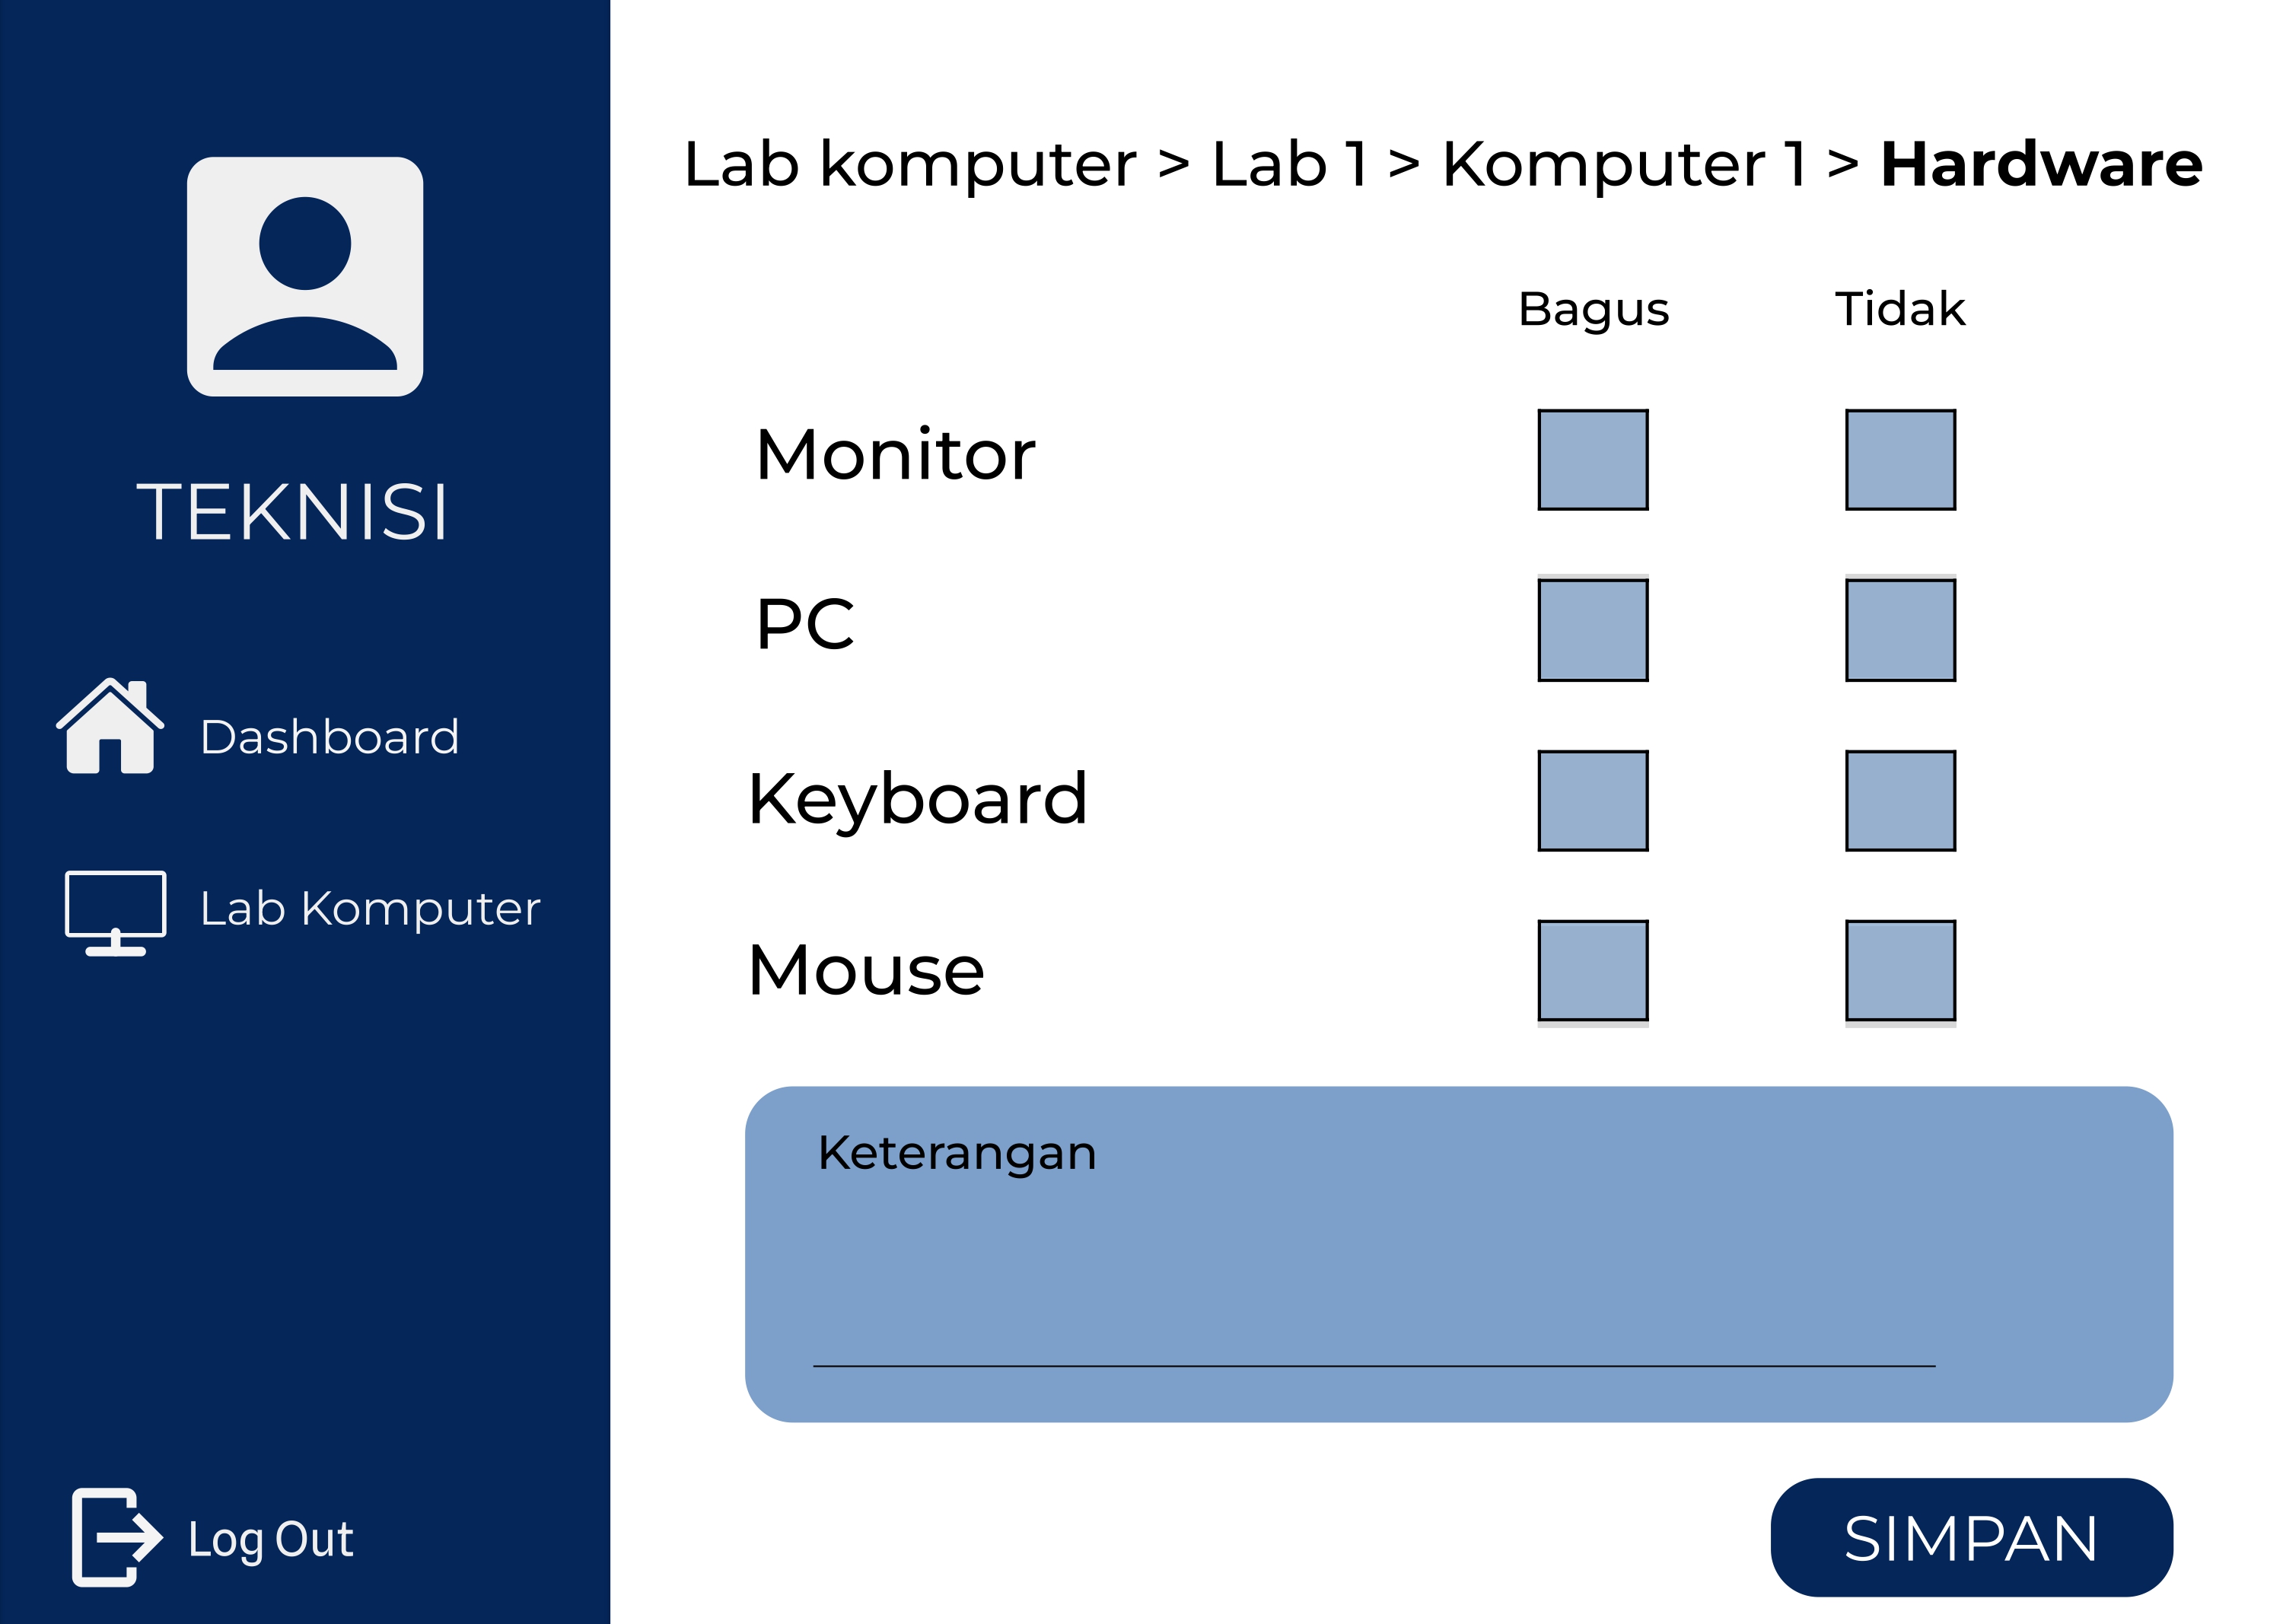 TEKNISI
Dashboard
Lab Komputer
Log Out
Lab komputer > Lab 1 > Komputer 1 > Hardware
Bagus Tidak
Monitor
PC
Keyboard
Mouse
Keterangan
SIMPAN